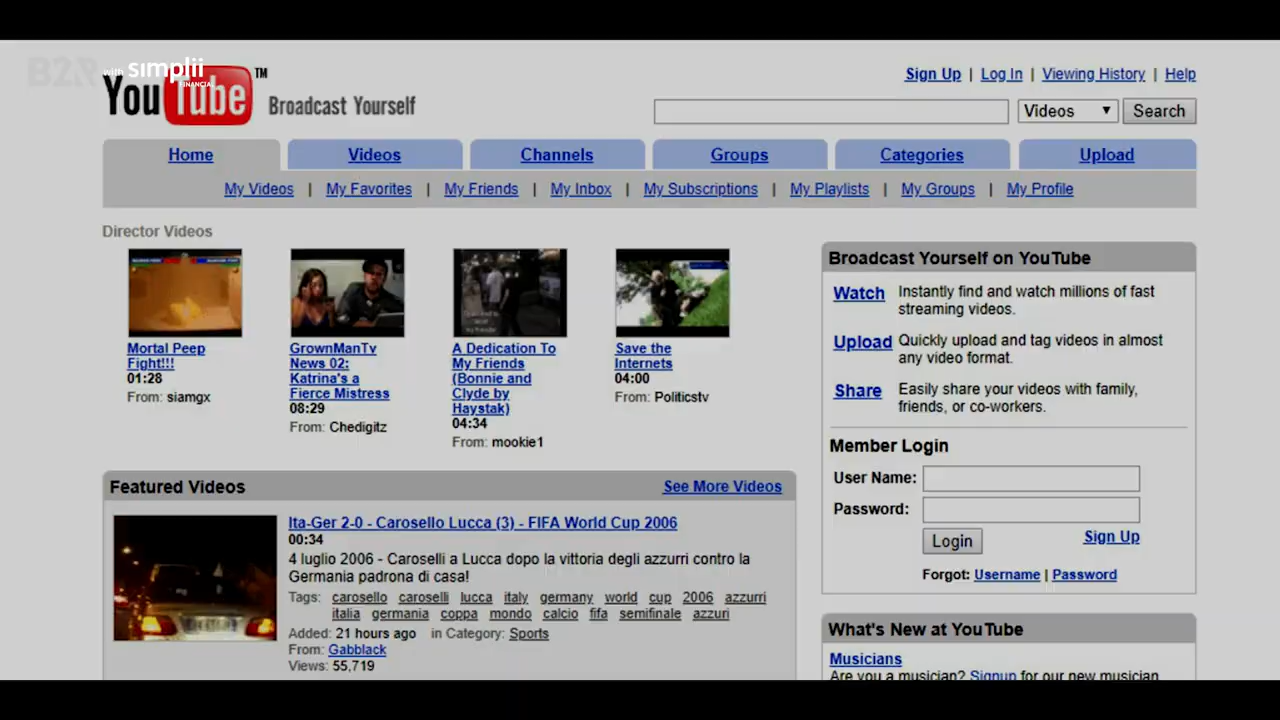 B2R with simplii
FINANCIAL
YouTube™ Broadcast Yourself
Sign Up | Log In | Viewing History | Help
Videos ▼ Search
Home Videos Channels Groups Categories Upload
My Videos | My Favorites | My Friends | My Inbox | My Subscriptions | My Playlists | My Groups | My Profile
Director Videos
Mortal Peep
Fight!!!
01:28
From: siamgx
GrownManTv
News 02:
Katrina's a
Fierce Mistress
08:29
From: Chedigitz
A Dedication To
My Friends
(Bonnie and
Clyde by
Haystak)
04:34
From: mookie1
Save the
Internets
04:00
From: Politicstv
Featured Videos See More Videos
Ita-Ger 2-0 - Carosello Lucca (3) - FIFA World Cup 2006
00:34
4 luglio 2006 - Caroselli a Lucca dopo la vittoria degli azzurri contro la
Germania padrona di casa!
Tags: carosello caroselli lucca italy germany world cup 2006 azzurri
italia germania coppa mondo calcio fifa semifinale azzuri
Added: 21 hours ago in Category: Sports
From: Gabblack
Views: 55,719
Broadcast Yourself on YouTube
Watch Instantly find and watch millions of fast
streaming videos.
Upload Quickly upload and tag videos in almost
any video format.
Share Easily share your videos with family,
friends, or co-workers.
Member Login
User Name:
Password:
Login Sign Up
Forgot: Username | Password
What's New at YouTube
Musicians
Are you a musician? Signup for our new musician